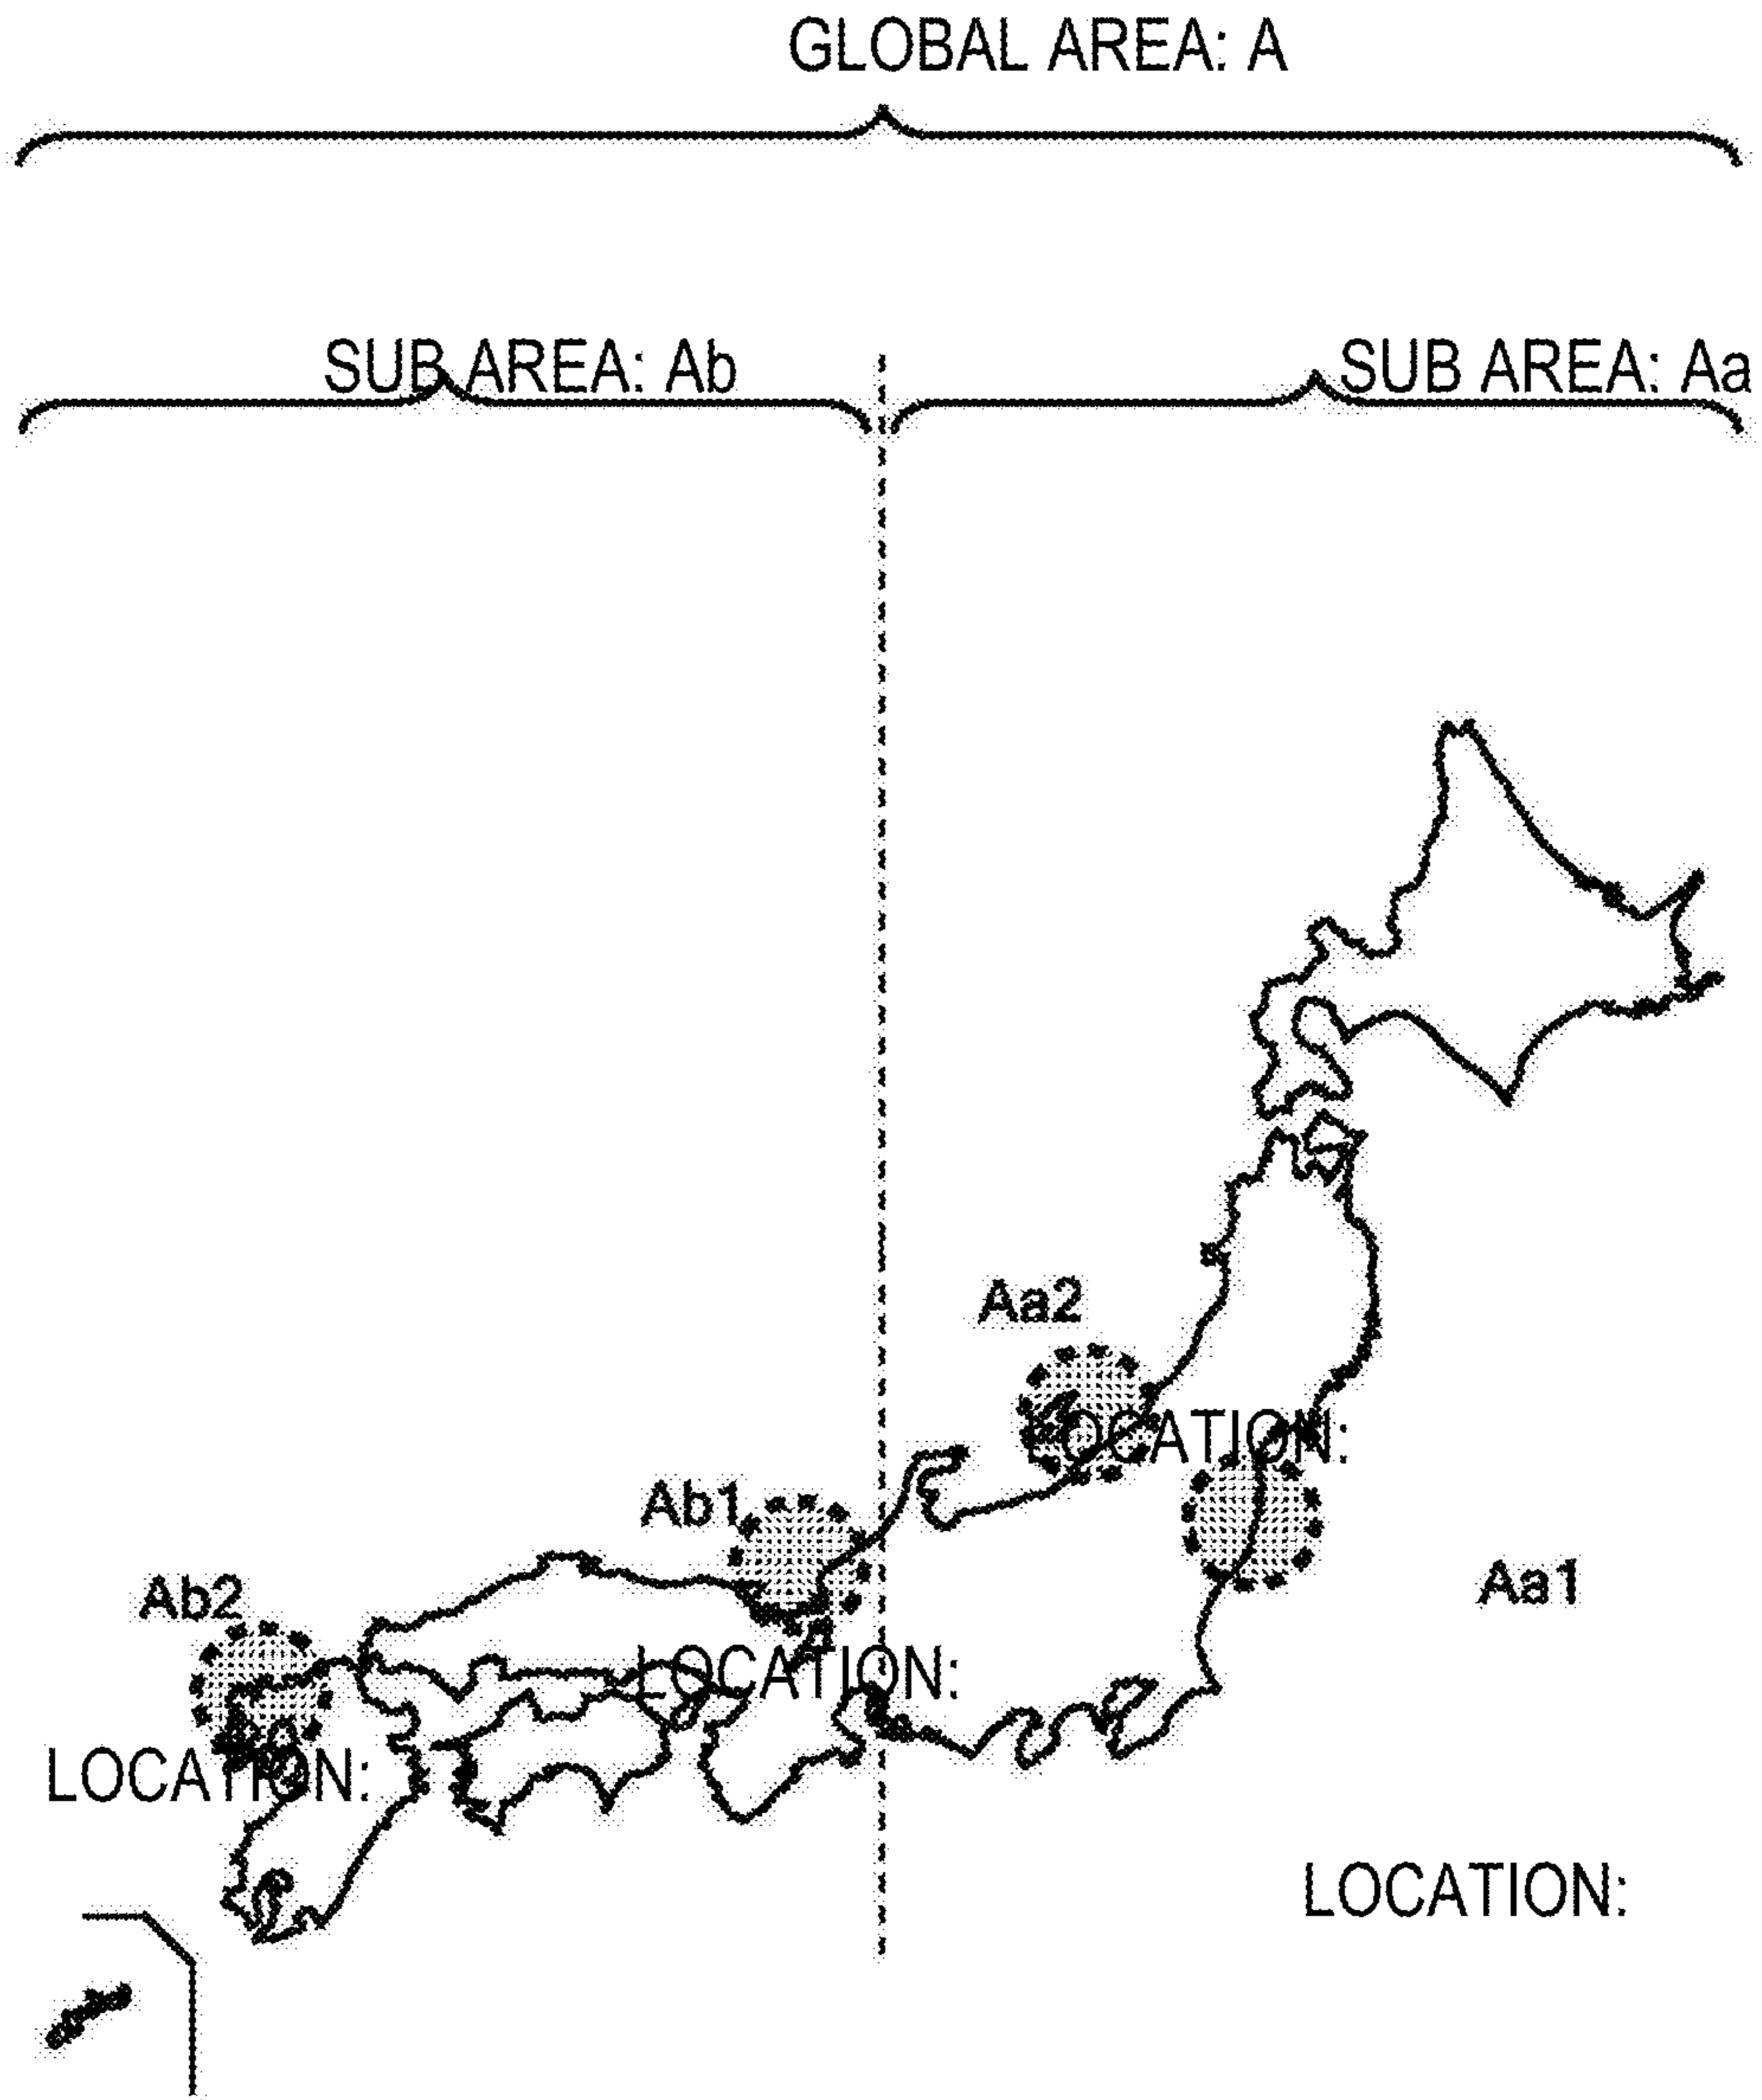 GLOBAL AREA: A
SUB AREA: Ab
SUB AREA: Aa
Aa2
LOCATION:
Ab1
Aa1
Ab2
LOCATION:
LOCATION:
LOCATION: